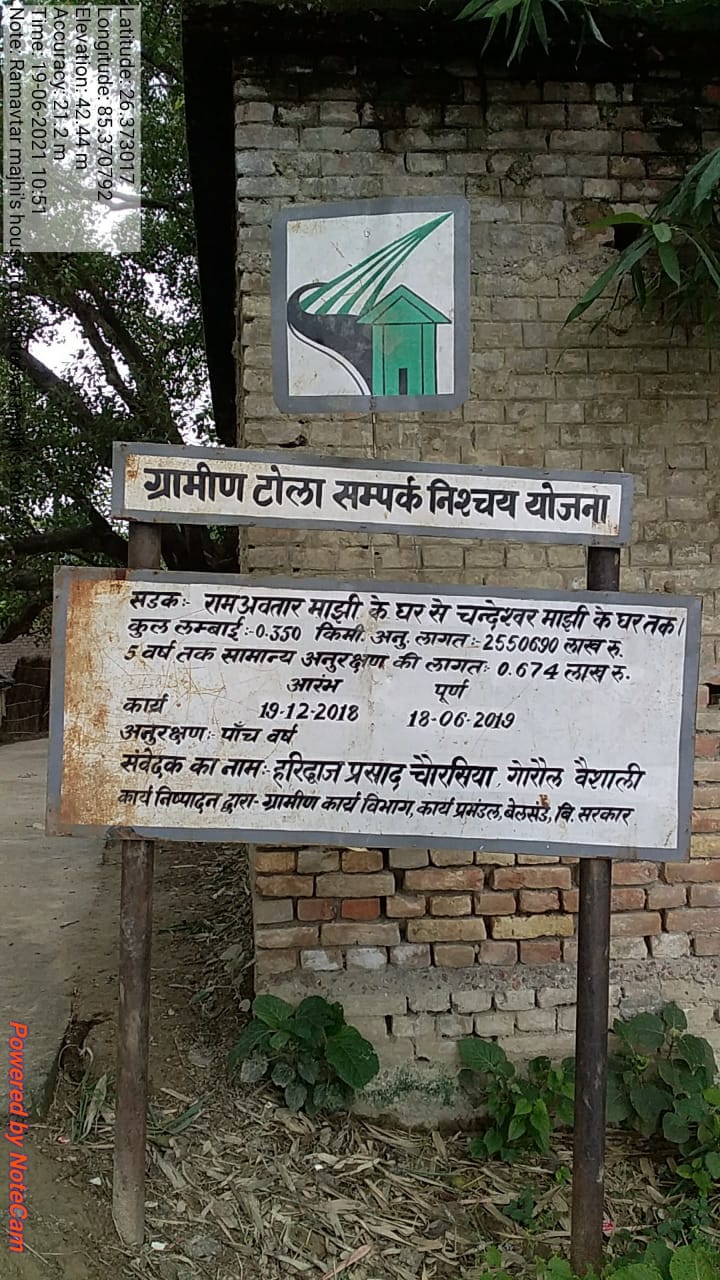 Latitude: 26.373017
Longitude: 85.370792
Elevation: 42.44 m
Accuracy: 21.2 m
Time: 19-06-2021 10:51
Note: Ramavtar majhi's hous
ग्रामीण टोला सम्पर्क निश्चय योजना
सडक:- रामअवतार माझी के घर से चन्देश्वर माझी के घर तक।
कुल लम्बाई:-0.350 किमी. अनु लागत:-2550690 लाख रु.
5 वर्ष तक सामान्य अनुरक्षण की लागत:- 0.674 लाख रु.
आरंभ पूर्ण
कार्य 19-12-2018 18-06-2019
अनुरक्षण:- पाँच वर्ष
संवेदक का नाम:-हरिद्वाज प्रसाद चौरसिया, गोरौल वैशाली
कार्य निष्पादन द्वारा- ग्रामीण कार्य विभाग, कार्य प्रमंडल, बेलसंड, बि. सरकार
Powered by NoteCam